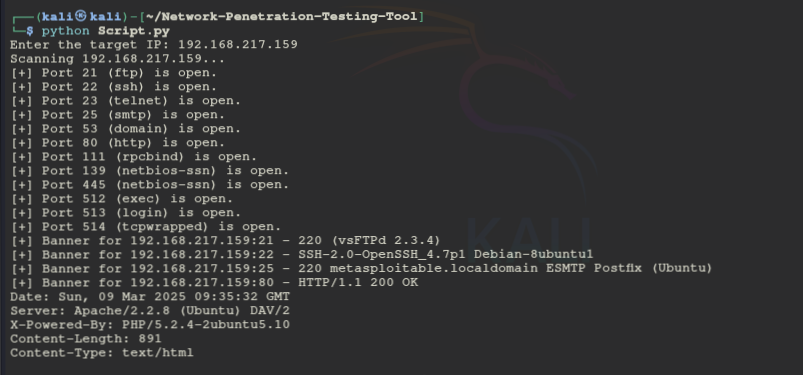 ┌──(kali㉿kali)-[~/Network-Penetration-Testing-Tool]
└─$ python Script.py
Enter the target IP: 192.168.217.159
Scanning 192.168.217.159...
[+] Port 21 (ftp) is open.
[+] Port 22 (ssh) is open.
[+] Port 23 (telnet) is open.
[+] Port 25 (smtp) is open.
[+] Port 53 (domain) is open.
[+] Port 80 (http) is open.
[+] Port 111 (rpcbind) is open.
[+] Port 139 (netbios-ssn) is open.
[+] Port 445 (netbios-ssn) is open.
[+] Port 512 (exec) is open.
[+] Port 513 (login) is open.
[+] Port 514 (tcpwrapped) is open.
[+] Banner for 192.168.217.159:21 - 220 (vsFTPd 2.3.4)
[+] Banner for 192.168.217.159:22 - SSH-2.0-OpenSSH_4.7p1 Debian-8ubuntu1
[+] Banner for 192.168.217.159:25 - 220 metasploitable.localdomain ESMTP Postfix (Ubuntu)
[+] Banner for 192.168.217.159:80 - HTTP/1.1 200 OK
Date: Sun, 09 Mar 2025 09:35:32 GMT
Server: Apache/2.2.8 (Ubuntu) DAV/2
X-Powered-By: PHP/5.2.4-2ubuntu5.10
Content-Length: 891
Content-Type: text/html
KALI